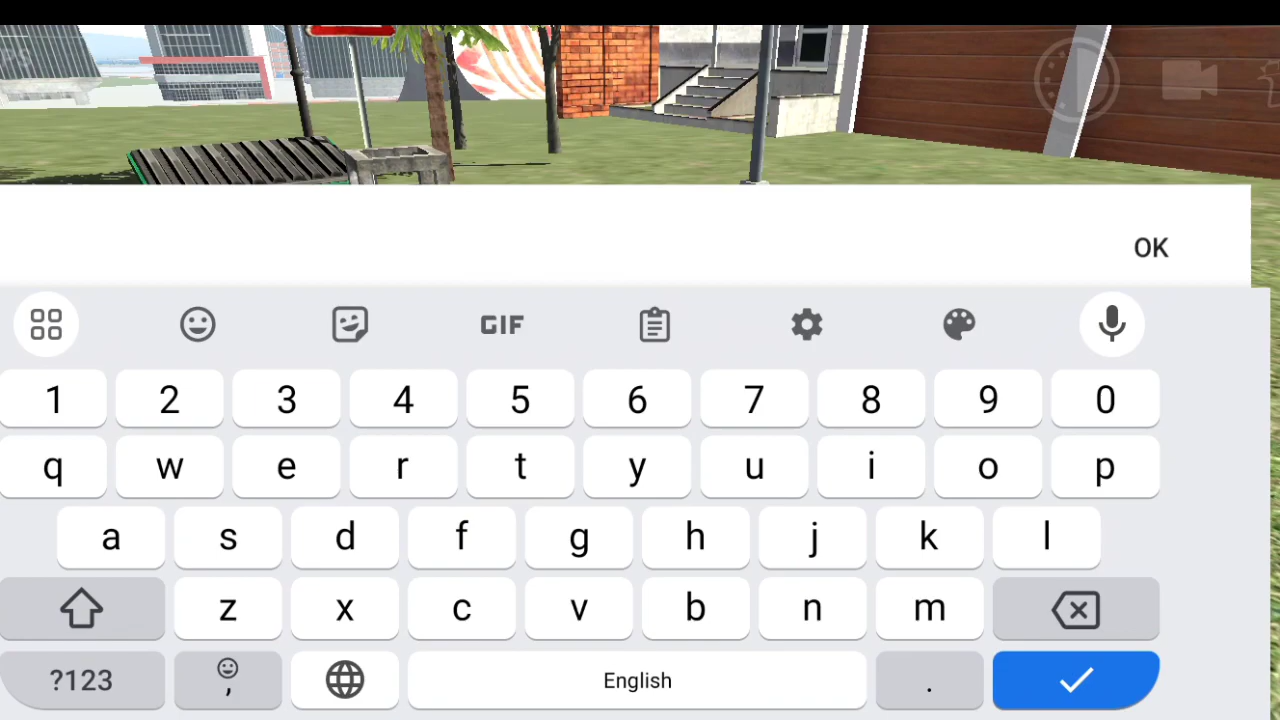 OK
GIF
1 2 3 4 5 6 7 8 9 0
q w e r t y u i o p
a s d f g h j k l
z x c v b n m
?123 , English .